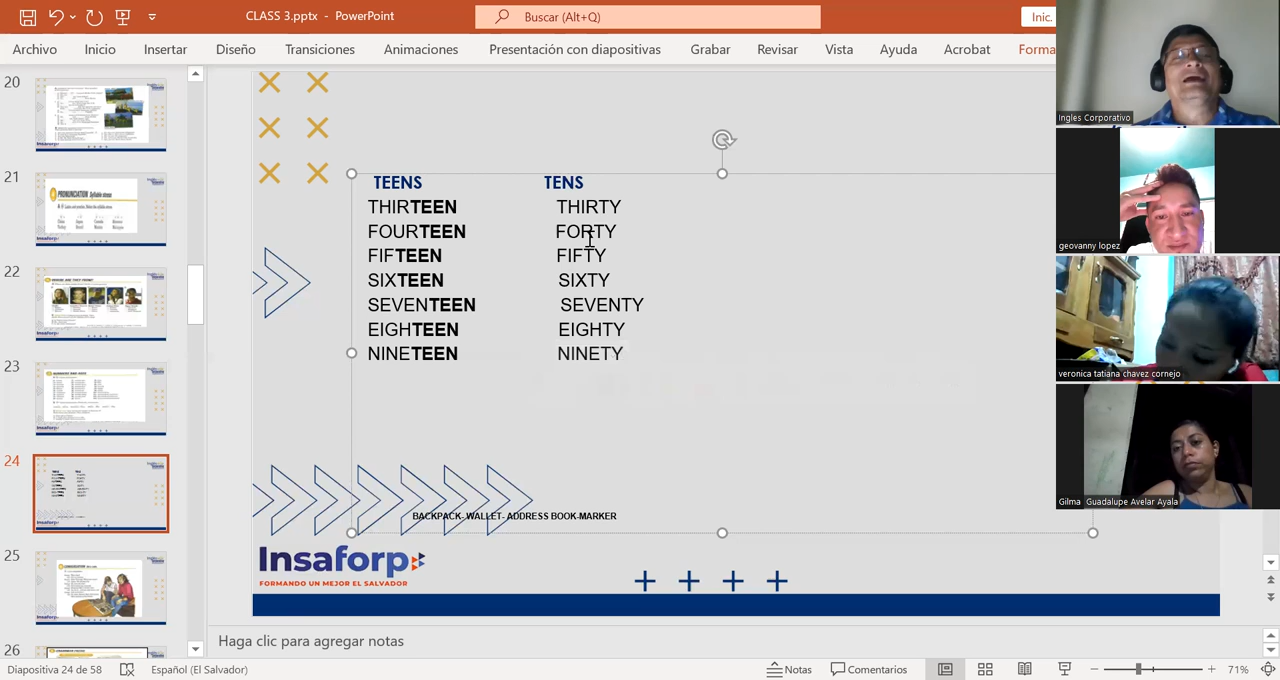 CLASS 3.pptx - PowerPoint
Buscar (Alt+Q)
Inic.
Archivo Inicio Insertar Diseño Transiciones Animaciones Presentación con diapositivas Grabar Revisar Vista Ayuda Acrobat Forma
20
21
22
23
24
25
26
TEENS TENS
THIRTEEN THIRTY
FOURTEEN FORTY
FIFTEEN FIFTY
SIXTEEN SIXTY
SEVENTEEN SEVENTY
EIGHTEEN EIGHTY
NINETEEN NINETY
BACKPACK- WALLET- ADDRESS BOOK-MARKER
Insaforp
FORMANDO UN MEJOR EL SALVADOR
Ingles Corporativo
geovanny lopez
veronica tatiana chavez cornejo
Gilma Guadalupe Avelar Ayala
Haga clic para agregar notas
Diapositiva 24 de 58 Español (El Salvador) Notas Comentarios 71%